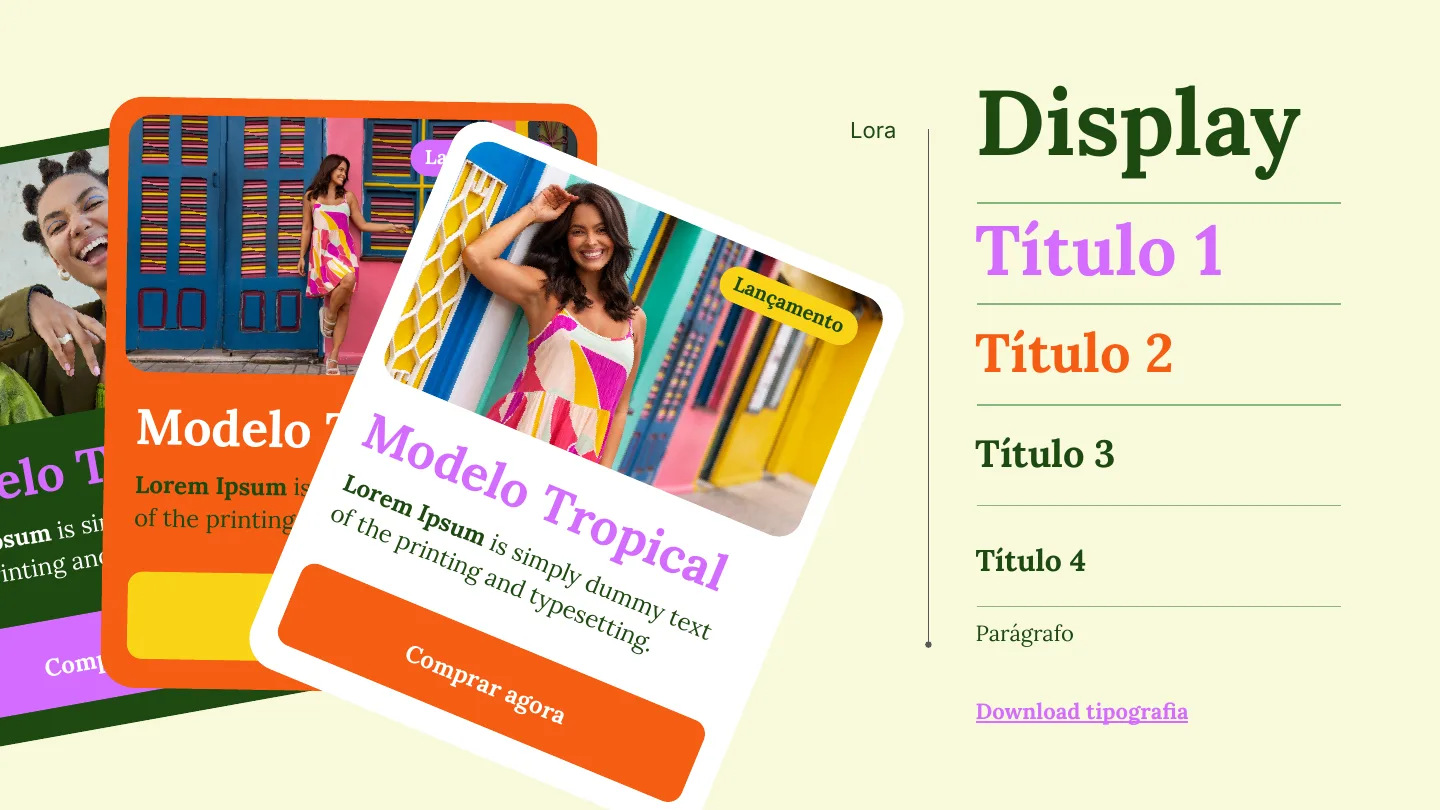 Lora
Display
Título 1
Título 2
Título 3
Título 4
Parágrafo
Download tipografia
Lançamento
Modelo Tropical
Lorem Ipsum is simply dummy text
of the printing and typesetting.
Comprar agora
La
Modelo T
Lorem Ipsum is
of the printing
elo T
psum is sim
inting and
Comp